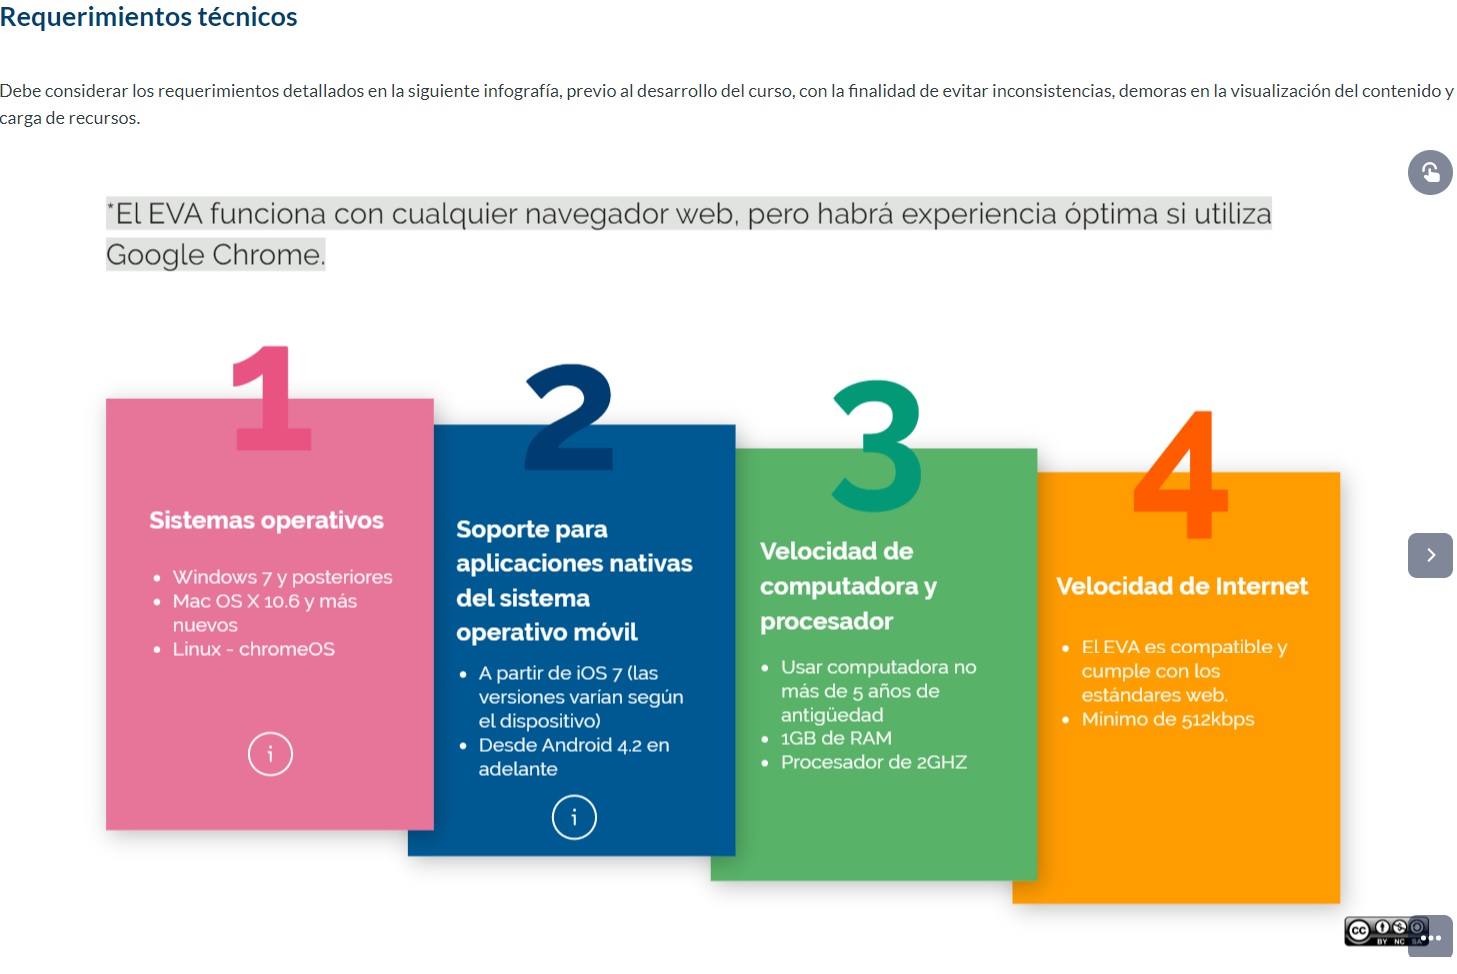 Requerimientos técnicos
Debe considerar los requerimientos detallados en la siguiente infografía, previo al desarrollo del curso, con la finalidad de evitar inconsistencias, demoras en la visualización del contenido y
carga de recursos.
*El EVA funciona con cualquier navegador web, pero habrá experiencia óptima si utiliza
Google Chrome.
1
Sistemas operativos
• Windows 7 y posteriores
• Mac OS X 10.6 y más
nuevos
• Linux - chromeOS
i
2
Soporte para
aplicaciones nativas
del sistema
operativo móvil
• A partir de iOS 7 (las
versiones varían según
el dispositivo)
• Desde Android 4.2 en
adelante
i
3
Velocidad de
computadora y
procesador
• Usar computadora no
más de 5 años de
antigüedad
• 1GB de RAM
• Procesador de 2GHZ
4
Velocidad de Internet
• El EVA es compatible y
cumple con los
estándares web.
• Mínimo de 512kbps
cc
BY NC SA